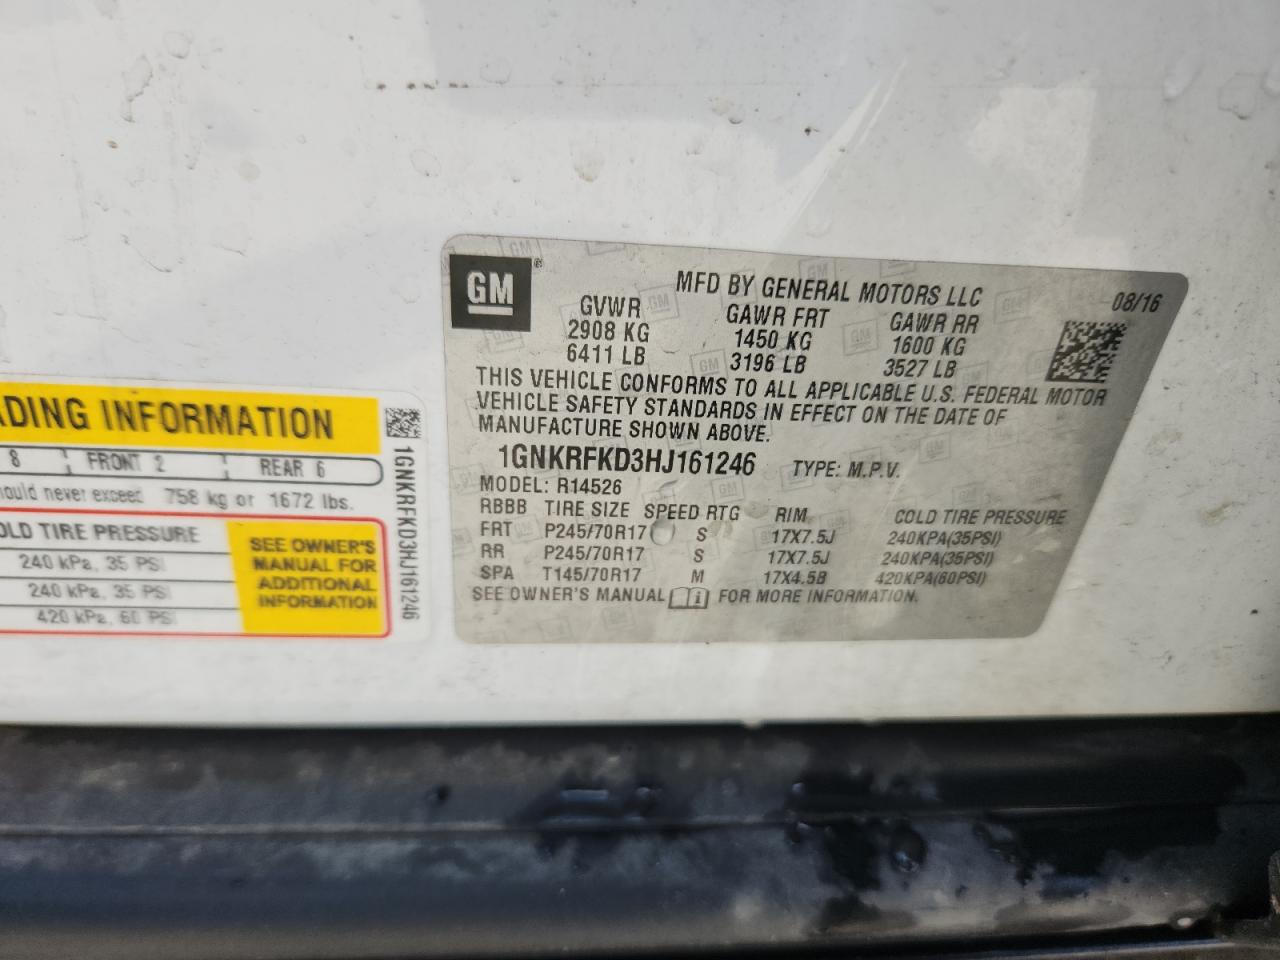 GM
MFD BY GENERAL MOTORS LLC
08/16
GVWR GAWR FRT GAWR RR
2908 KG 1450 KG 1600 KG
6411 LB 3196 LB 3527 LB
THIS VEHICLE CONFORMS TO ALL APPLICABLE U.S. FEDERAL MOTOR
VEHICLE SAFETY STANDARDS IN EFFECT ON THE DATE OF
MANUFACTURE SHOWN ABOVE.
1GNKRFKD3HJ161246 TYPE: M.P.V.
MODEL: R14526
RBBB TIRE SIZE SPEED RTG RIM COLD TIRE PRESSURE
FRT P245/70R17 S 17X7.5J 240KPA(35PSI)
RR P245/70R17 S 17X7.5J 240KPA(35PSI)
SPA T145/70R17 M 17X4.5B 420KPA(60PSI)
SEE OWNER'S MANUAL i FOR MORE INFORMATION.
ADING INFORMATION
8 FRONT 2 REAR 6
ould never exceed 758 kg or 1672 lbs.
OLD TIRE PRESSURE
240 kPa, 35 PSI
240 kPa, 35 PSI
420 kPa, 60 PSI
SEE OWNER'S
MANUAL FOR
ADDITIONAL
INFORMATION
1GNKRFKD3HJ161246